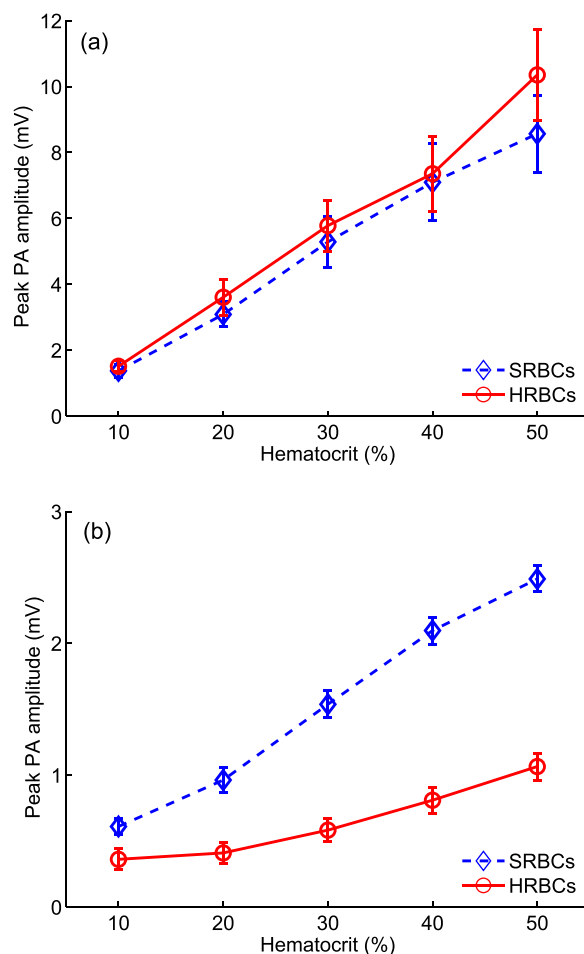 (a)
12
10
8
6
4
2
0
Peak PA amplitude (mV)
SRBCs
HRBCs
10 20 30 40 50
Hematocrit (%)
(b)
3
2
1
0
Peak PA amplitude (mV)
SRBCs
HRBCs
10 20 30 40 50
Hematocrit (%)